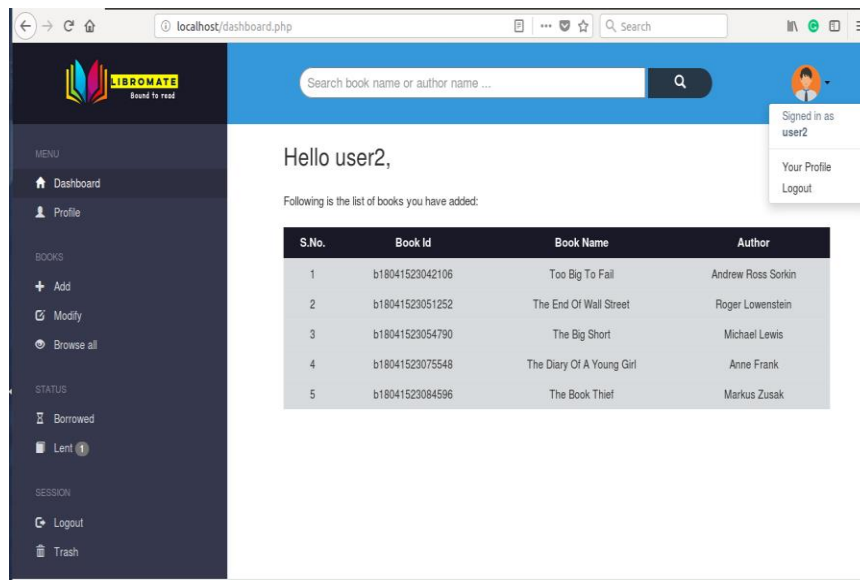 localhost/dashboard.php
Search
LIBROMATE
Bound to read
Search book name or author name ...
Signed in as
user2
Your Profile
Logout
MENU
Dashboard
Profile
BOOKS
Add
Modify
Browse all
STATUS
Borrowed
Lent 1
SESSION
Logout
Trash
Hello user2,
Following is the list of books you have added:
S.No. Book Id Book Name Author
1 b18041523042106 Too Big To Fail Andrew Ross Sorkin
2 b18041523051252 The End Of Wall Street Roger Lowenstein
3 b18041523054790 The Big Short Michael Lewis
4 b18041523075548 The Diary Of A Young Girl Anne Frank
5 b18041523084596 The Book Thief Markus Zusak